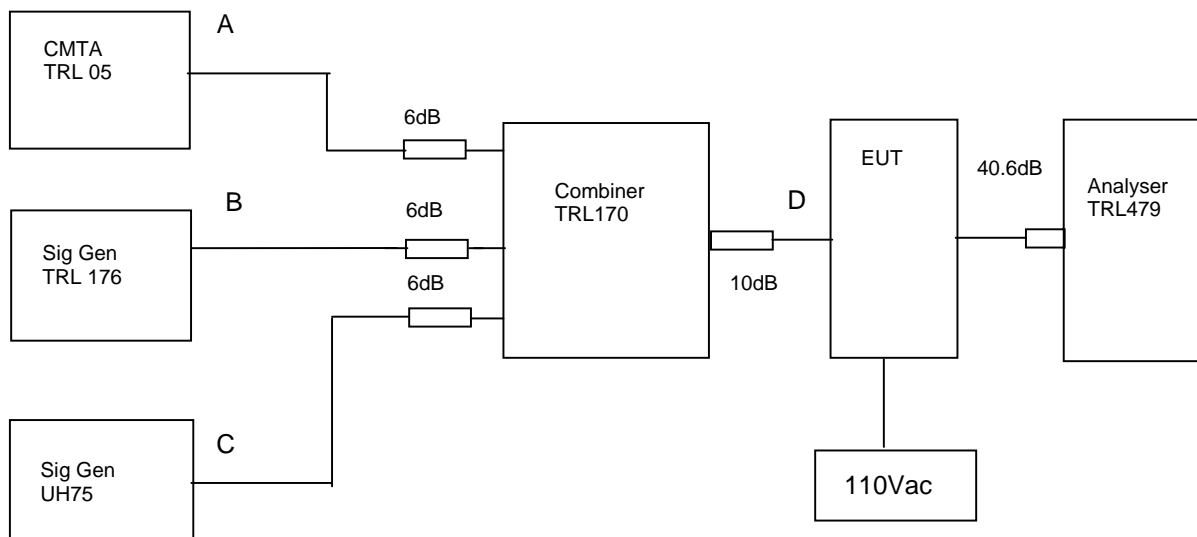 A
CMTA
TRL 05
6dB
EUT
40.6dB
Combiner
TRL170
Analyser
TRL479
B
6dB
D
Sig Gen
TRL 176
6dB
10dB
C
Sig Gen
UH75
110Vac